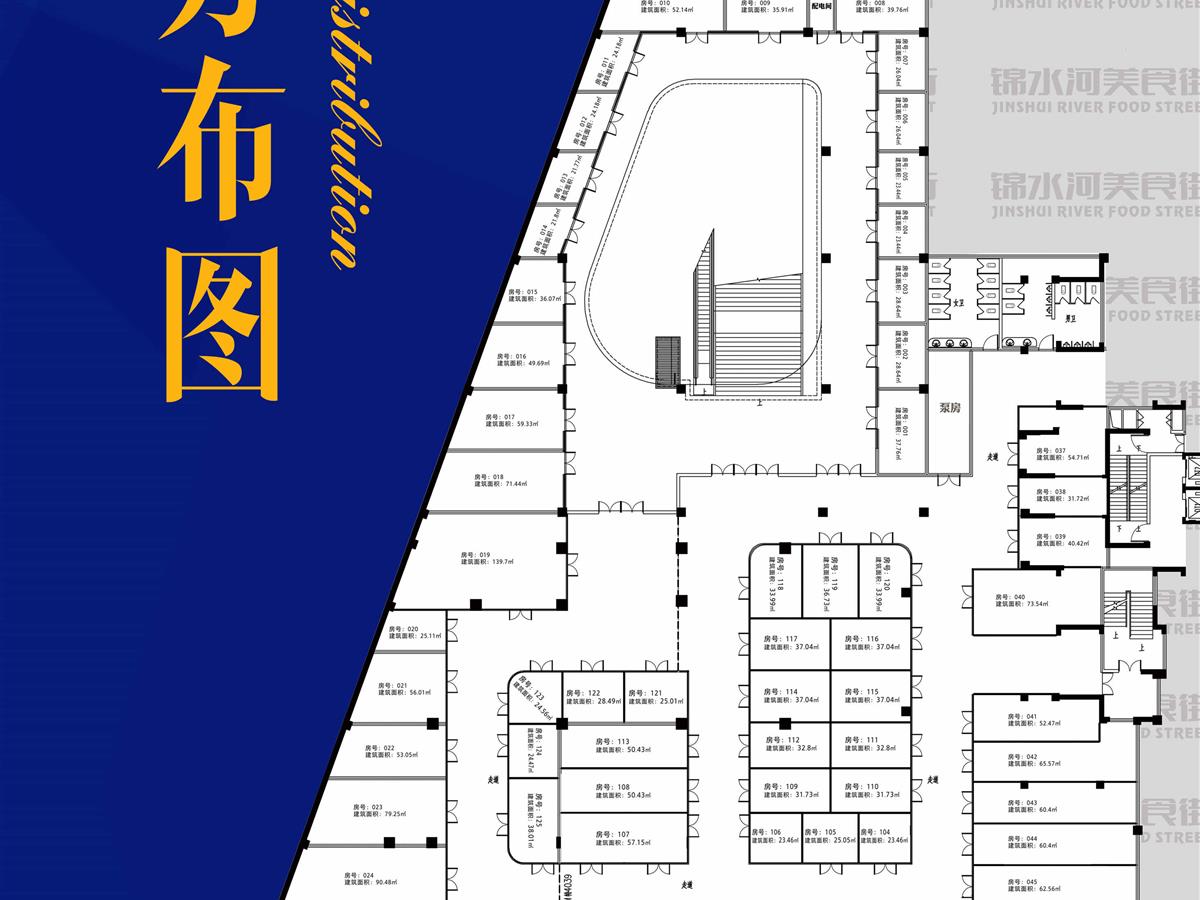 布
图
istribution
房号：010
建筑面积：52.14㎡
房号：009
建筑面积：35.91㎡
配电间
房号：008
建筑面积：39.76㎡
房号：007
建筑面积：26.04㎡
房号：006
建筑面积：26.04㎡
房号：005
建筑面积：23.44㎡
房号：004
建筑面积：23.44㎡
房号：003
建筑面积：28.64㎡
房号：002
建筑面积：28.64㎡
房号：001
建筑面积：37.76㎡
房号：011
建筑面积：24.18㎡
房号：012
建筑面积：24.18㎡
房号：013
建筑面积：21.77㎡
房号：014
建筑面积：21.8㎡
房号：015
建筑面积：36.07㎡
房号：016
建筑面积：49.69㎡
房号：017
建筑面积：59.33㎡
房号：018
建筑面积：71.44㎡
房号：019
建筑面积：139.7㎡
房号：020
建筑面积：25.11㎡
房号：021
建筑面积：56.01㎡
房号：022
建筑面积：53.05㎡
房号：023
建筑面积：79.25㎡
房号：024
建筑面积：90.48㎡
上
上
女卫
男卫
泵房
走道
房号：037
建筑面积：54.71㎡
房号：038
建筑面积：31.72㎡
房号：039
建筑面积：40.42㎡
房号：040
建筑面积：73.54㎡
上
下
下
上
上
上
房号：041
建筑面积：52.47㎡
房号：042
建筑面积：65.57㎡
房号：043
建筑面积：60.4㎡
房号：044
建筑面积：60.4㎡
房号：045
建筑面积：62.56㎡
房号：118
建筑面积：33.99㎡
房号：119
建筑面积：36.73㎡
房号：120
建筑面积：33.99㎡
房号：117
建筑面积：37.04㎡
房号：116
建筑面积：37.04㎡
房号：114
建筑面积：37.04㎡
房号：115
建筑面积：37.04㎡
房号：112
建筑面积：32.8㎡
房号：111
建筑面积：32.8㎡
房号：109
建筑面积：31.73㎡
房号：110
建筑面积：31.73㎡
房号：106
建筑面积：23.46㎡
房号：105
建筑面积：25.05㎡
房号：104
建筑面积：23.46㎡
走道
房号：123
建筑面积：24.56㎡
房号：122
建筑面积：28.49㎡
房号：121
建筑面积：25.01㎡
房号：124
建筑面积：24.47㎡
房号：113
建筑面积：50.43㎡
房号：108
建筑面积：50.43㎡
房号：125
建筑面积：38.01㎡
房号：107
建筑面积：57.15㎡
走道
走道
JINSHUI RIVER FOOD STREE
锦水河美食街
JINSHUI RIVER FOOD STREE
锦水河美食街
JINSHUI RIVER FOOD STREE
美食街
FOOD STREE
美食街
食街
食街
食街